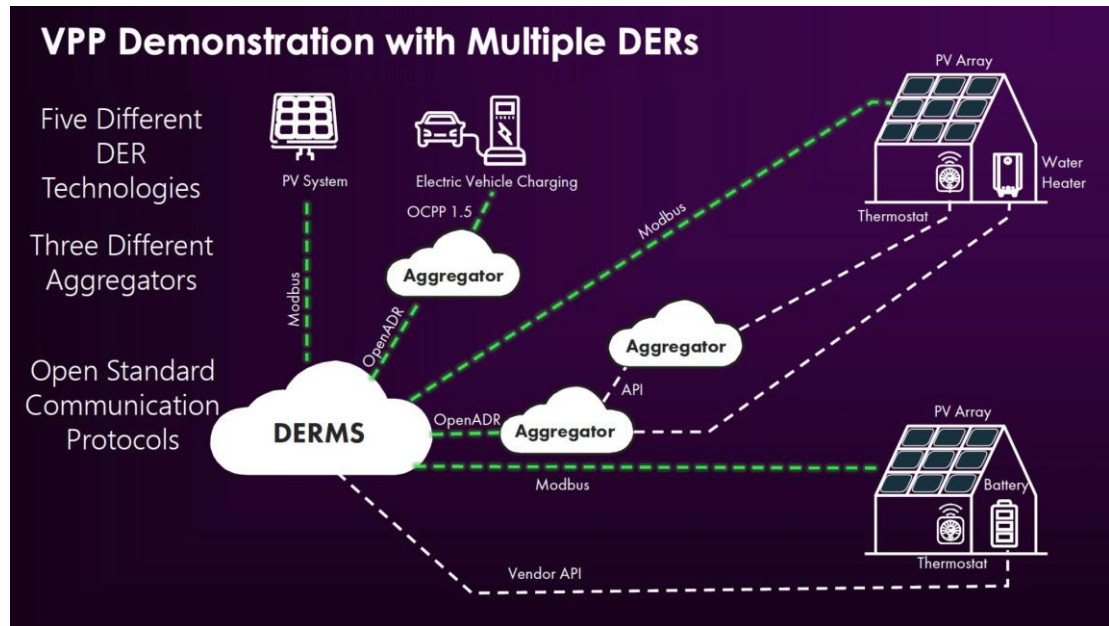 VPP Demonstration with Multiple DERs
Five Different
DER
Technologies
Three Different
Aggregators
Open Standard
Communication
Protocols
PV System
Electric Vehicle Charging
OCPP 1.5
Aggregator
Modbus
OpenADR
DERMS
Modbus
PV Array
Water
Heater
Thermostat
Aggregator
API
OpenADR
Aggregator
Modbus
PV Array
Battery
Thermostat
Vendor API